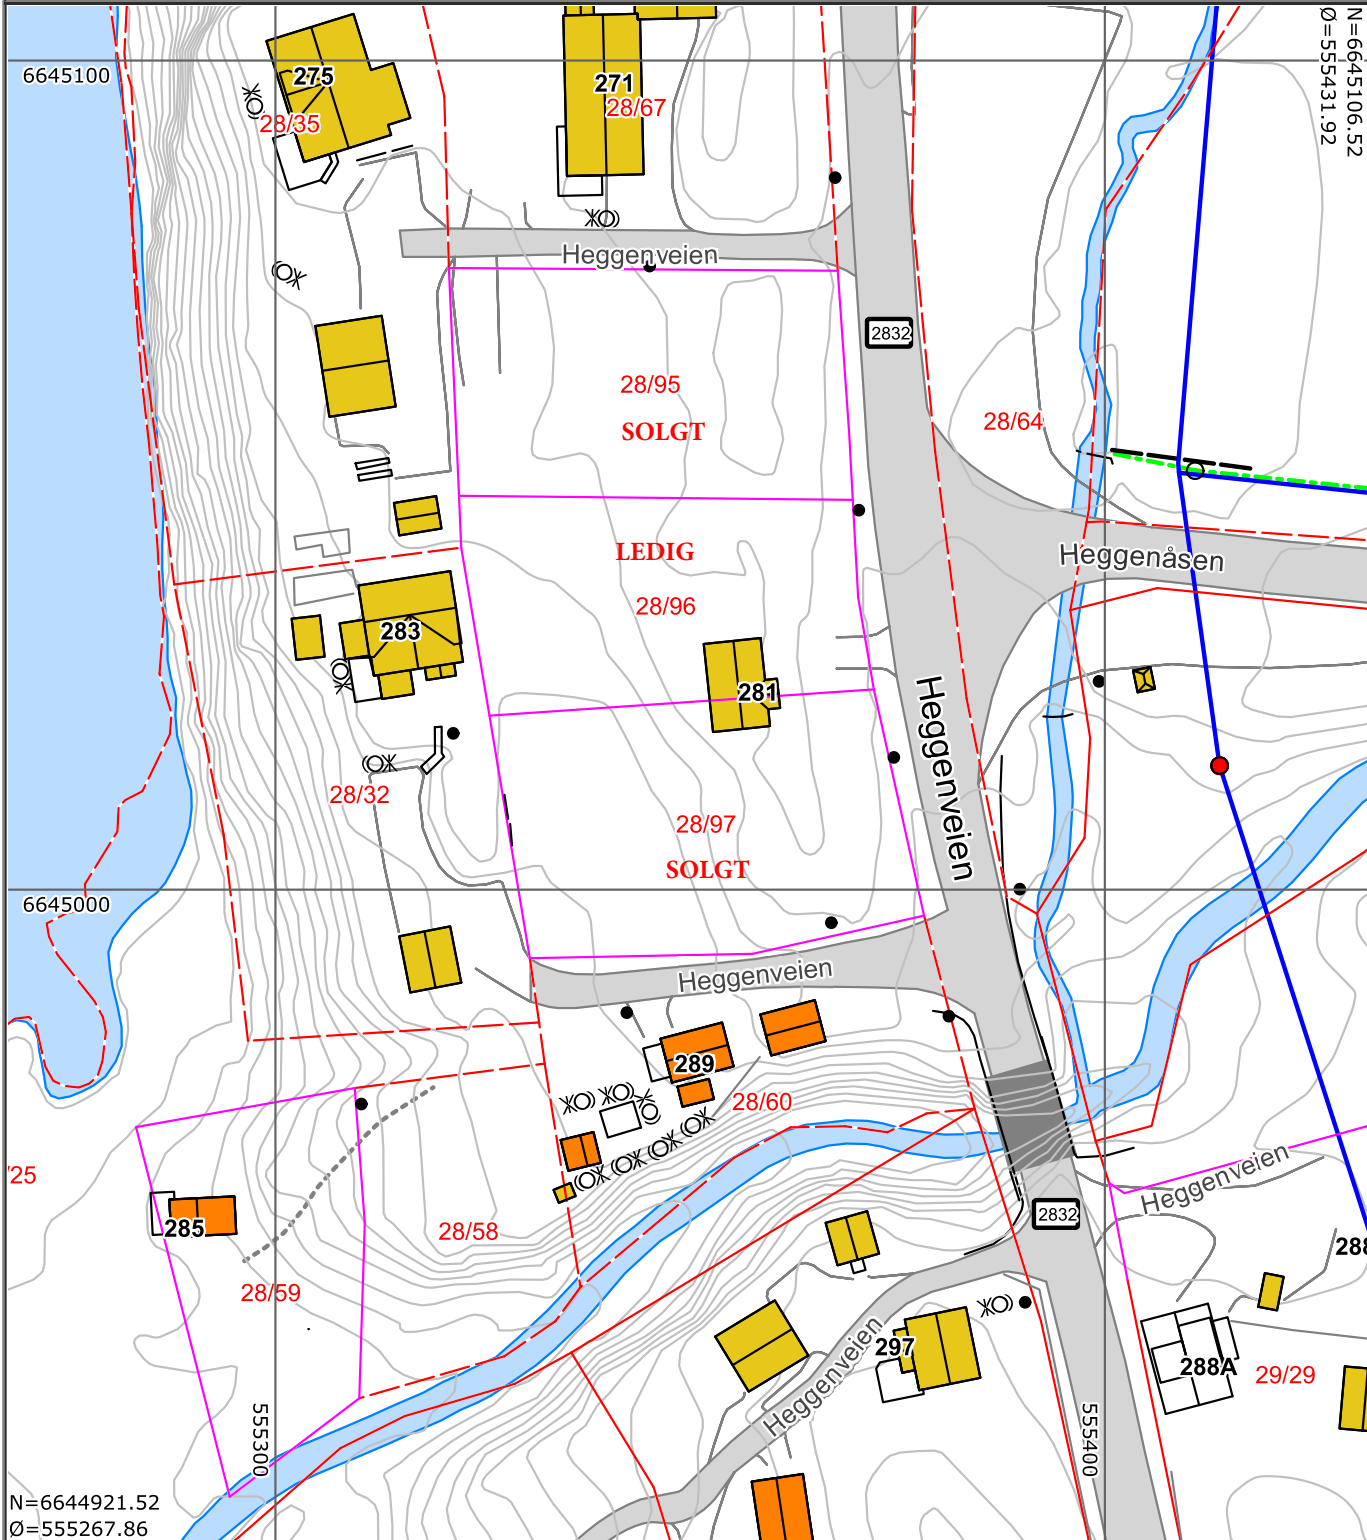 6645100
275
28/35
271
28/67
N=6645106.52
Ø=555431.92
Heggenveien
2832
28/95
SOLGT
28/64
LEDIG
28/96
Heggenåsen
283
281
Heggenveien
28/32
28/97
SOLGT
6645000
Heggenveien
289
28/60
/25
285
28/58
28/59
Heggenveien
2832
288
Heggenveien
297
288A
29/29
555300
555400
N=6644921.52
Ø=555267.86